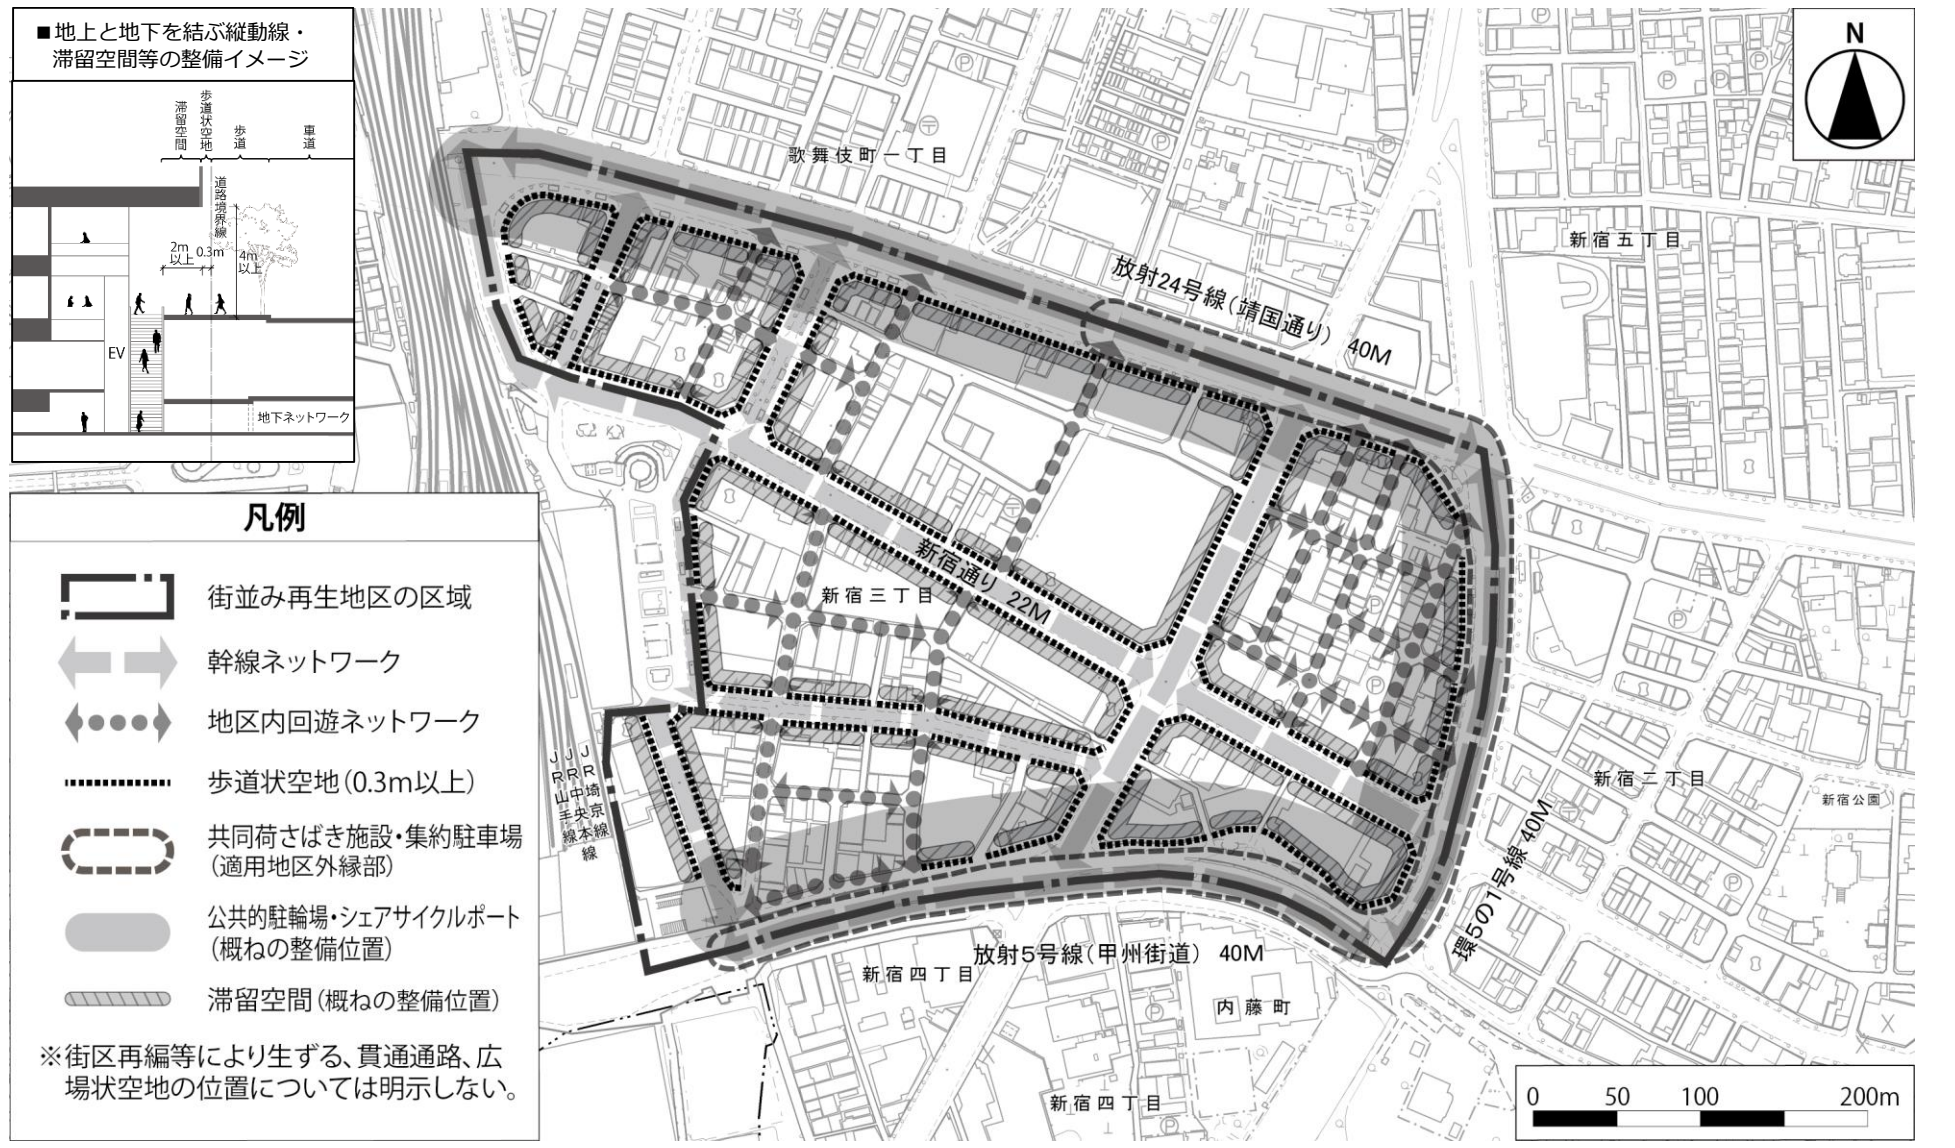 ■地上と地下を結ぶ縦動線・
滞留空間等の整備イメージ
滞留空間
歩道状空地
歩道
車道
道路境界線
2m
以上
0.3m
4m
以上
EV
地下ネットワーク
凡例
街並み再生地区の区域
幹線ネットワーク
地区内回遊ネットワーク
歩道状空地(0.3m以上)
共同荷さばき施設・集約駐車場
(適用地区外縁部)
公共的駐輪場・シェアサイクルポート
(概ねの整備位置)
滞留空間(概ねの整備位置)
※街区再編等により生ずる、貫通通路、広
場状空地の位置については明示しない。
N
歌舞伎町一丁目
新宿五丁目
放射24号線(靖国通り) 40M
新宿通り 22M
新宿三丁目
JR山手線
JR中央本線
JR埼京線
新宿二丁目
新宿公園
環5の1号線 40M
放射5号線(甲州街道) 40M
新宿四丁目
内藤町
新宿四丁目
0 50 100 200m